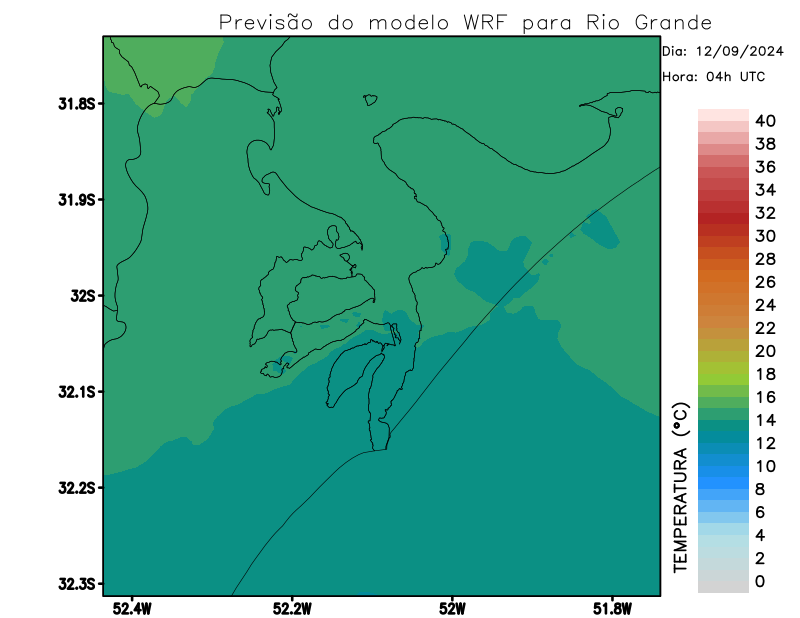 Previsão do modelo WRF para Rio Grande
Dia: 12/09/2024
Hora: 04h UTC
31.8S
31.9S
32S
32.1S
32.2S
32.3S
52.4W
52.2W
52W
51.8W
TEMPERATURA (°C)
40
38
36
34
32
30
28
26
24
22
20
18
16
14
12
10
8
6
4
2
0